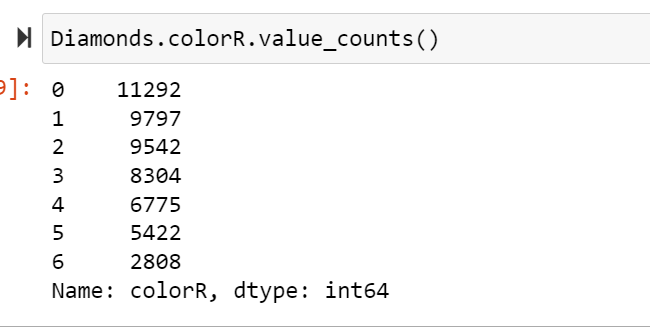 Diamonds.colorR.value_counts()
9]: 0    11292
1     9797
2     9542
3     8304
4     6775
5     5422
6     2808
Name: colorR, dtype: int64